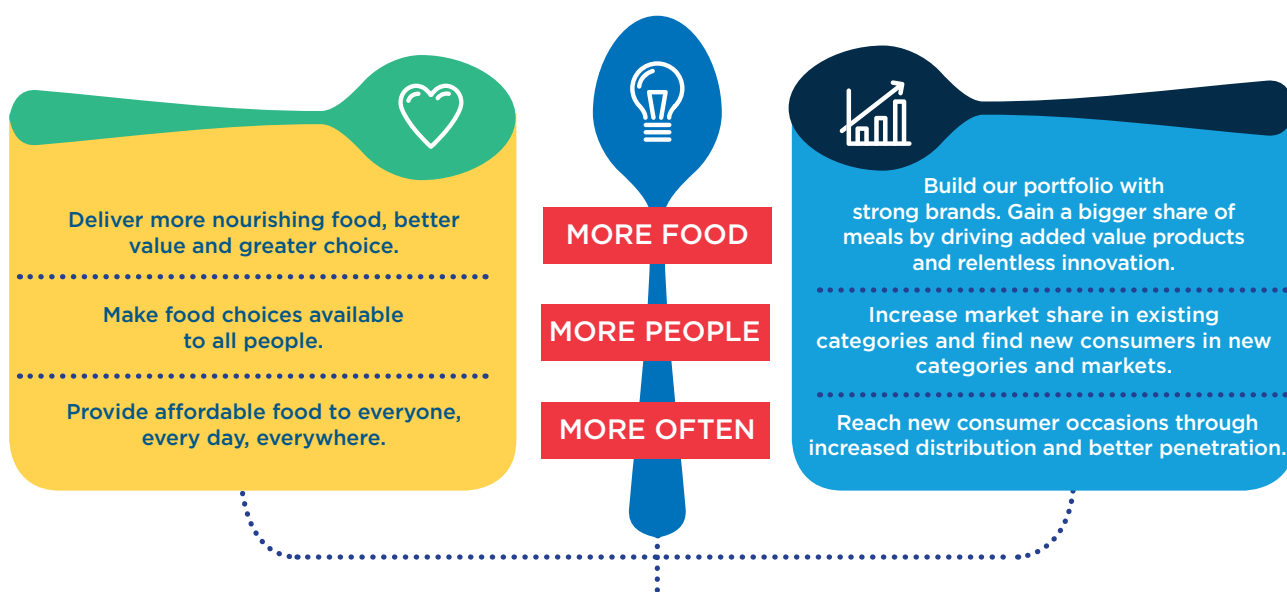 Deliver more nourishing food, better
value and greater choice.
Make food choices available
to all people.
Provide affordable food to everyone,
every day, everywhere.
MORE FOOD
MORE PEOPLE
MORE OFTEN
Build our portfolio with
strong brands. Gain a bigger share of
meals by driving added value products
and relentless innovation.
Increase market share in existing
categories and find new consumers in new
categories and markets.
Reach new consumer occasions through
increased distribution and better penetration.